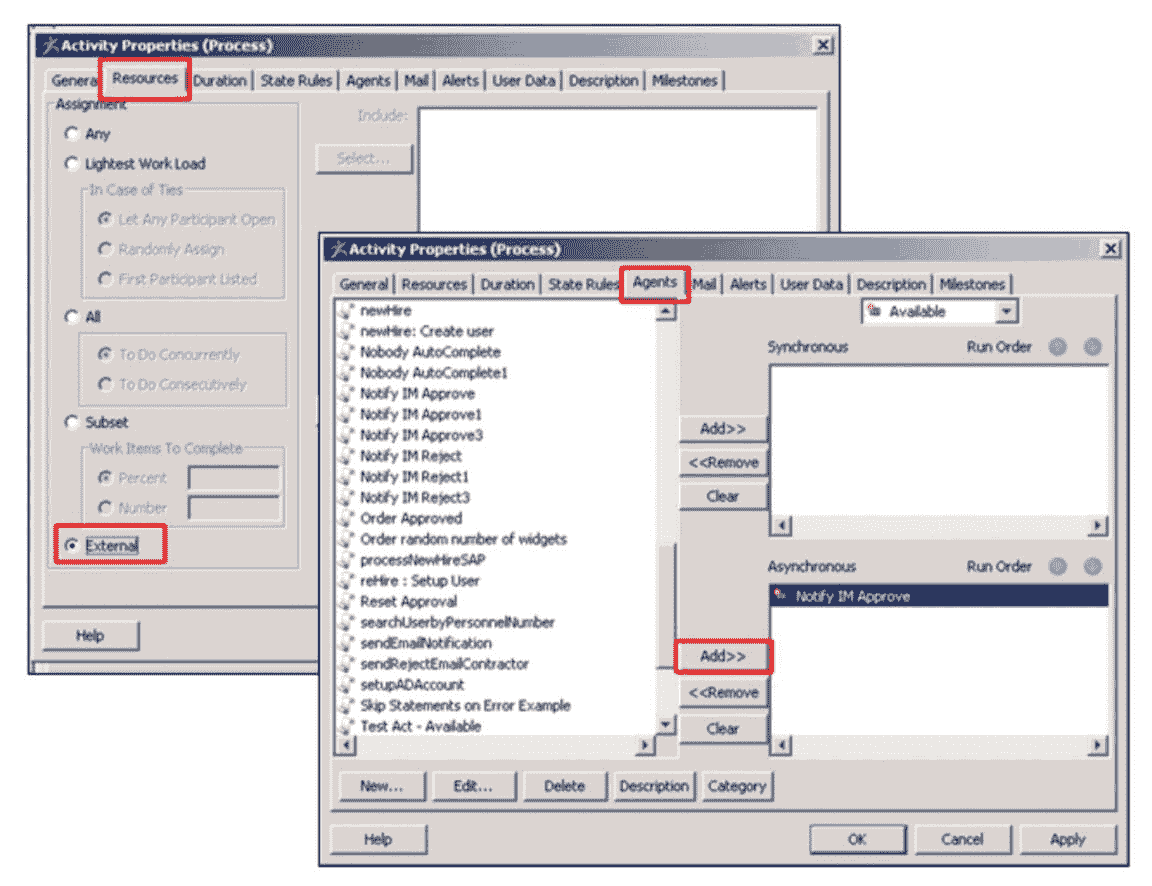 Activity Properties (Process)
General Resources Duration State Rules Agents Mail Alerts User Data Description Milestones
Assignment
Any
Lightest Work Load
In Case of Ties
Let Any Participant Open
Randomly Assign
First Participant Listed
All
To Do Concurrently
To Do Consecutively
Subset
Work Items To Complete
Percent
Number
External
Include:
Select...
Help
Activity Properties (Process)
General Resources Duration State Rules Agents Mail Alerts User Data Description Milestones
newHire
newHire: Create user
Nobody AutoComplete
Nobody AutoComplete1
Notify IM Approve
Notify IM Approve1
Notify IM Approve3
Notify IM Reject
Notify IM Reject1
Notify IM Reject3
Order Approved
Order random number of widgets
processNewHireSAP
reHire : Setup User
Reset Approval
searchUserbyPersonnelNumber
sendEmailNotification
sendRejectEmailContractor
setupADAccount
Skip Statements on Error Example
Test Act - Available
Available
Synchronous Run Order
Add>>
<<Remove
Clear
Asynchronous Run Order
Notify IM Approve
Add>>
<<Remove
Clear
New... Edit... Delete Description Category
Help OK Cancel Apply